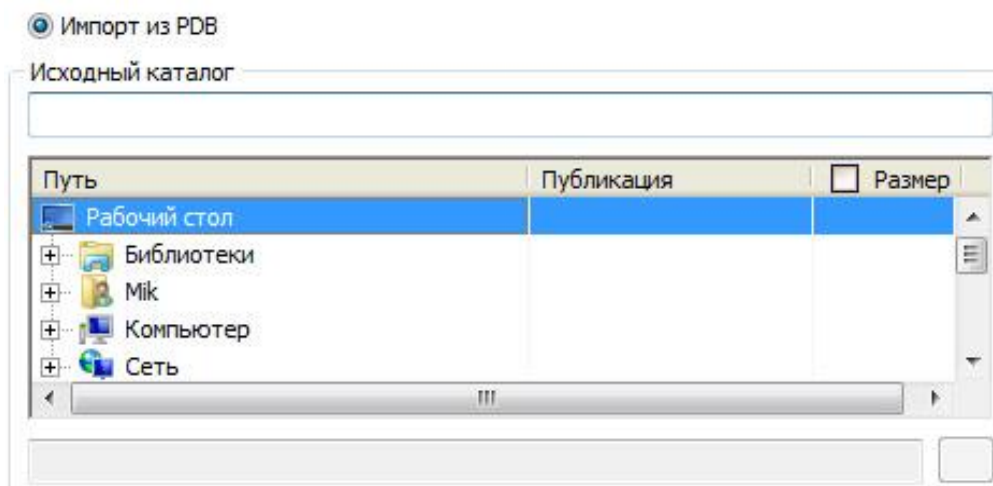 Импорт из PDB
Исходный каталог
Путь Публикация Размер
Рабочий стол
Библиотеки
Mik
Компьютер
Сеть